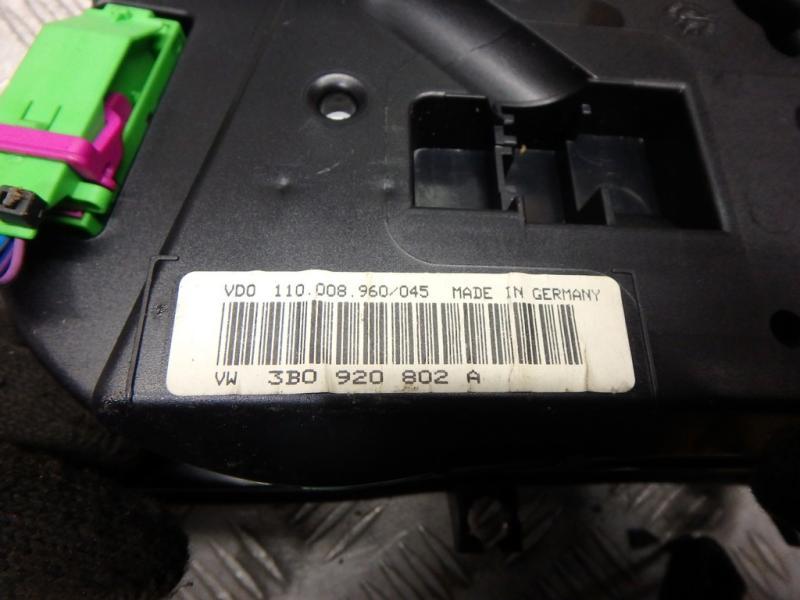 VDO 110.008.960/045 MADE IN GERMANY
VW 3B0 920 802 A